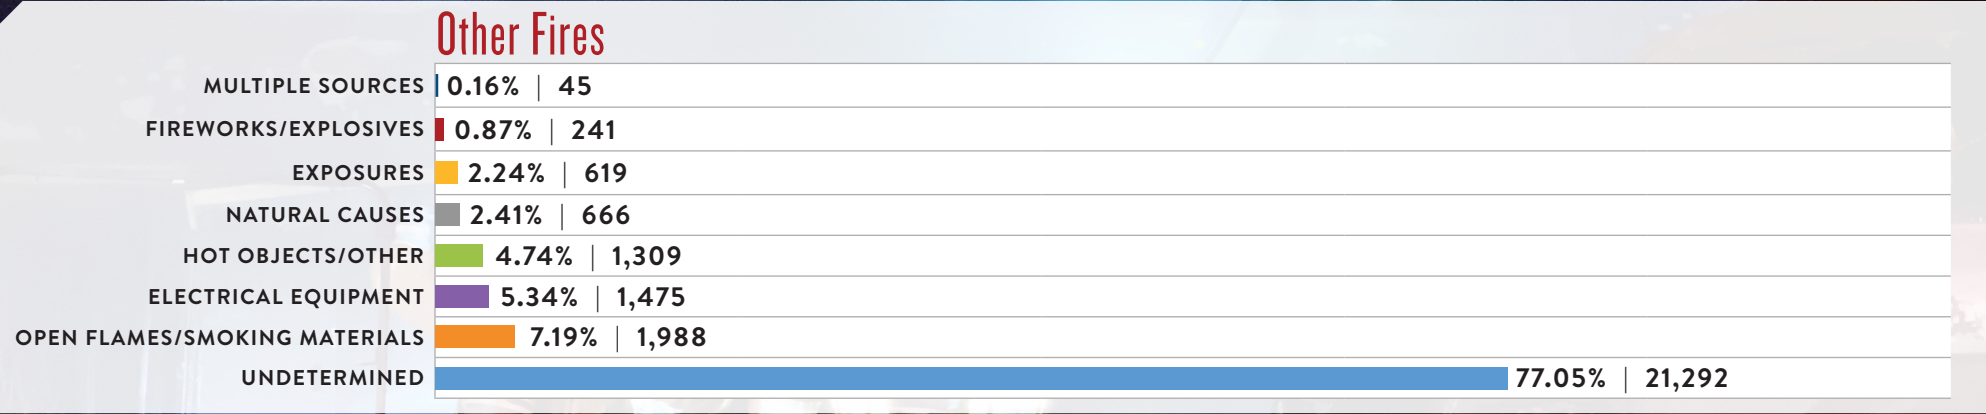 Other Fires
MULTIPLE SOURCES 0.16% | 45
FIREWORKS/EXPLOSIVES 0.87% | 241
EXPOSURES 2.24% | 619
NATURAL CAUSES 2.41% | 666
HOT OBJECTS/OTHER 4.74% | 1,309
ELECTRICAL EQUIPMENT 5.34% | 1,475
OPEN FLAMES/SMOKING MATERIALS 7.19% | 1,988
UNDETERMINED 77.05% | 21,292